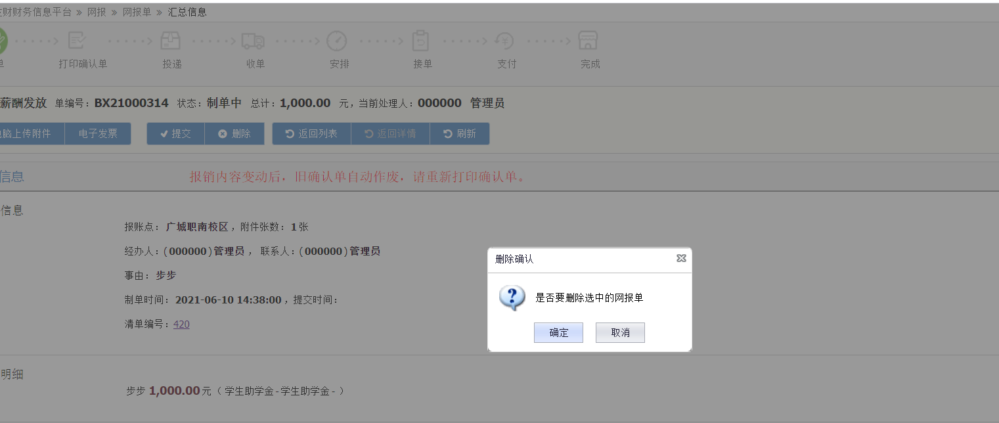 财财务信息平台 » 网报 » 网报单 » 汇总信息
单 打印确认单 投递 收单 安排 接单 支付 完成
薪酬发放 单编号：BX21000314 状态：制单中 总计：1,000.00 元，当前处理人：000000 管理员
脑上传附件 电子发票 提交 删除 返回列表 返回详情 刷新
信息 报销内容变动后，旧确认单自动作废，请重新打印确认单。
信息
报账点：广城职南校区，附件张数：1张
经办人：(000000)管理员， 联系人：(000000)管理员
事由：步步
制单时间：2021-06-10 14:38:00，提交时间：
清单编号：420
明细
步步 1,000.00元（ 学生助学金-学生助学金- ）
删除确认
是否要删除选中的网报单
确定 取消